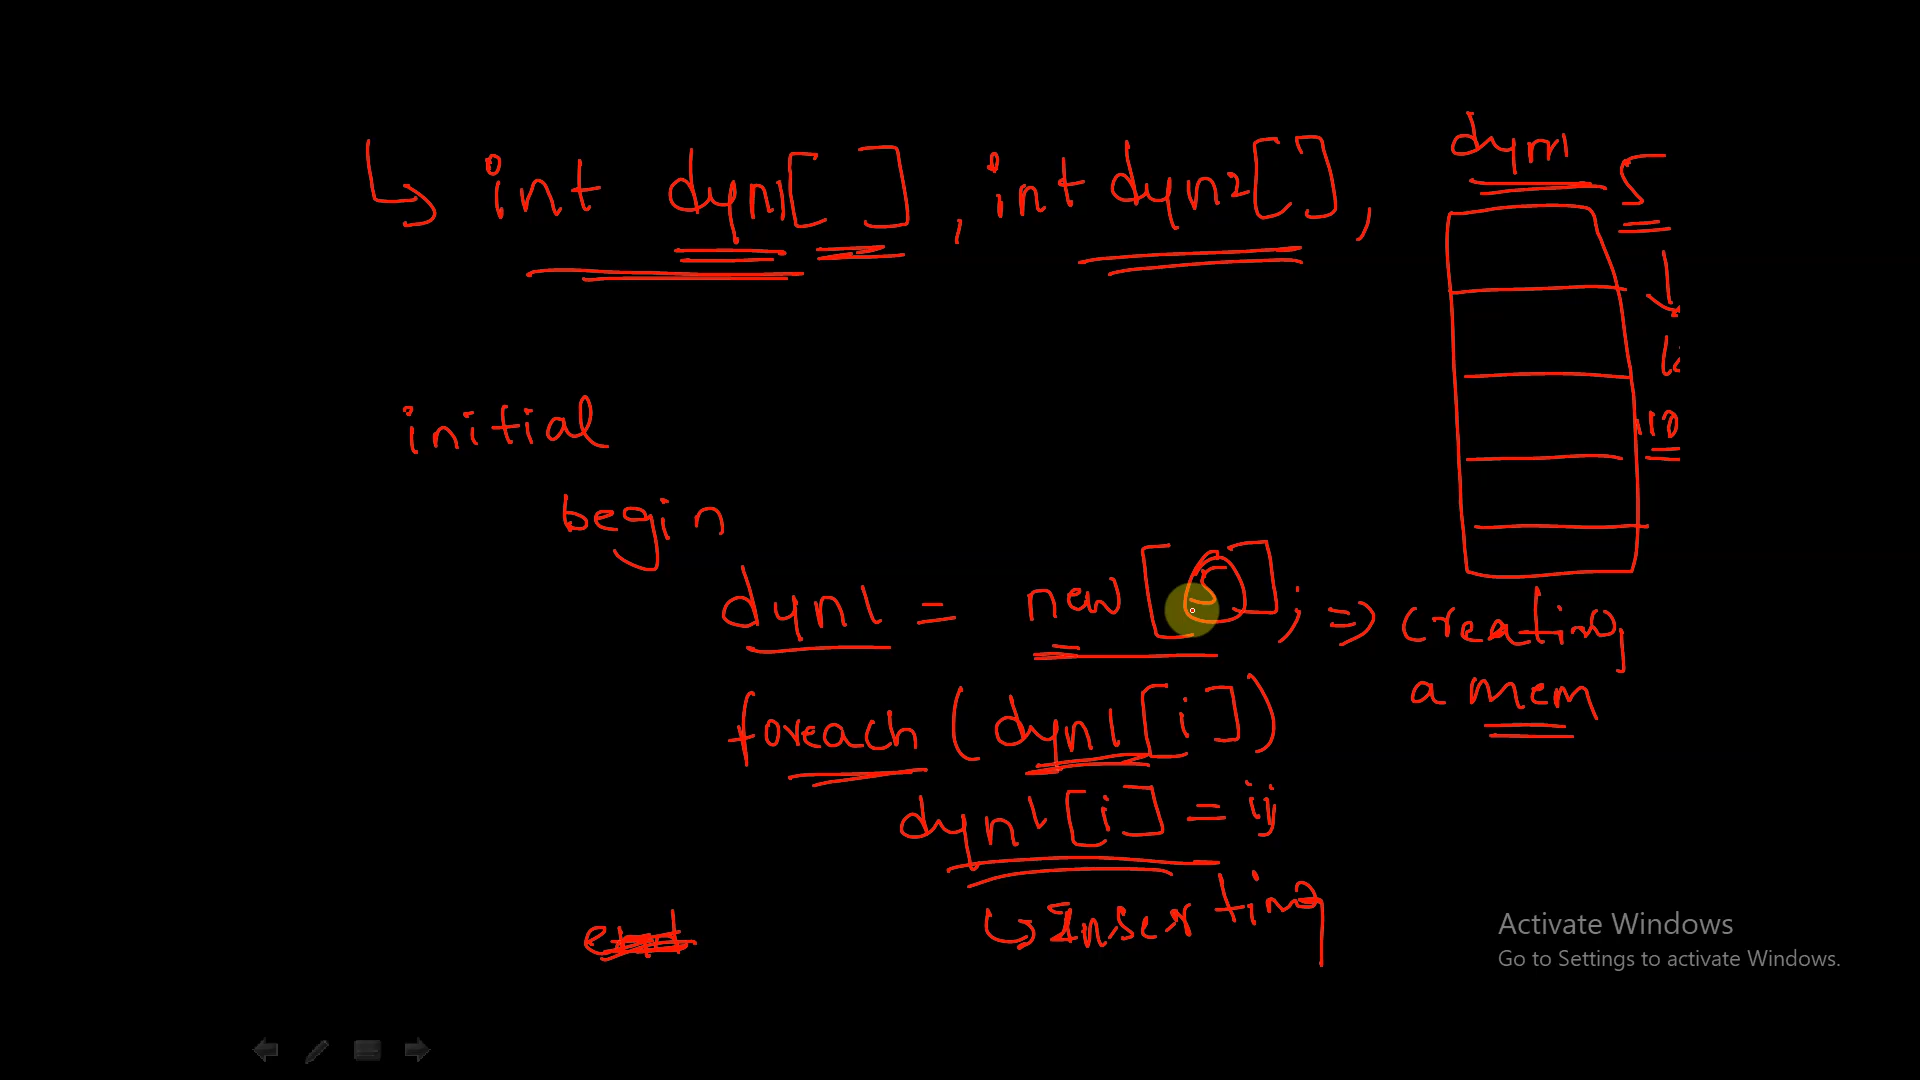 ↳ int dyn1[ ], int dyn2[ ],
dyn1 5
10
initial
begin
dyn1 = new[5]; => creating
a mem
foreach (dyn1[i])
dyn1[i] = i;
↳ Inserting
Activate Windows
Go to Settings to activate Windows.